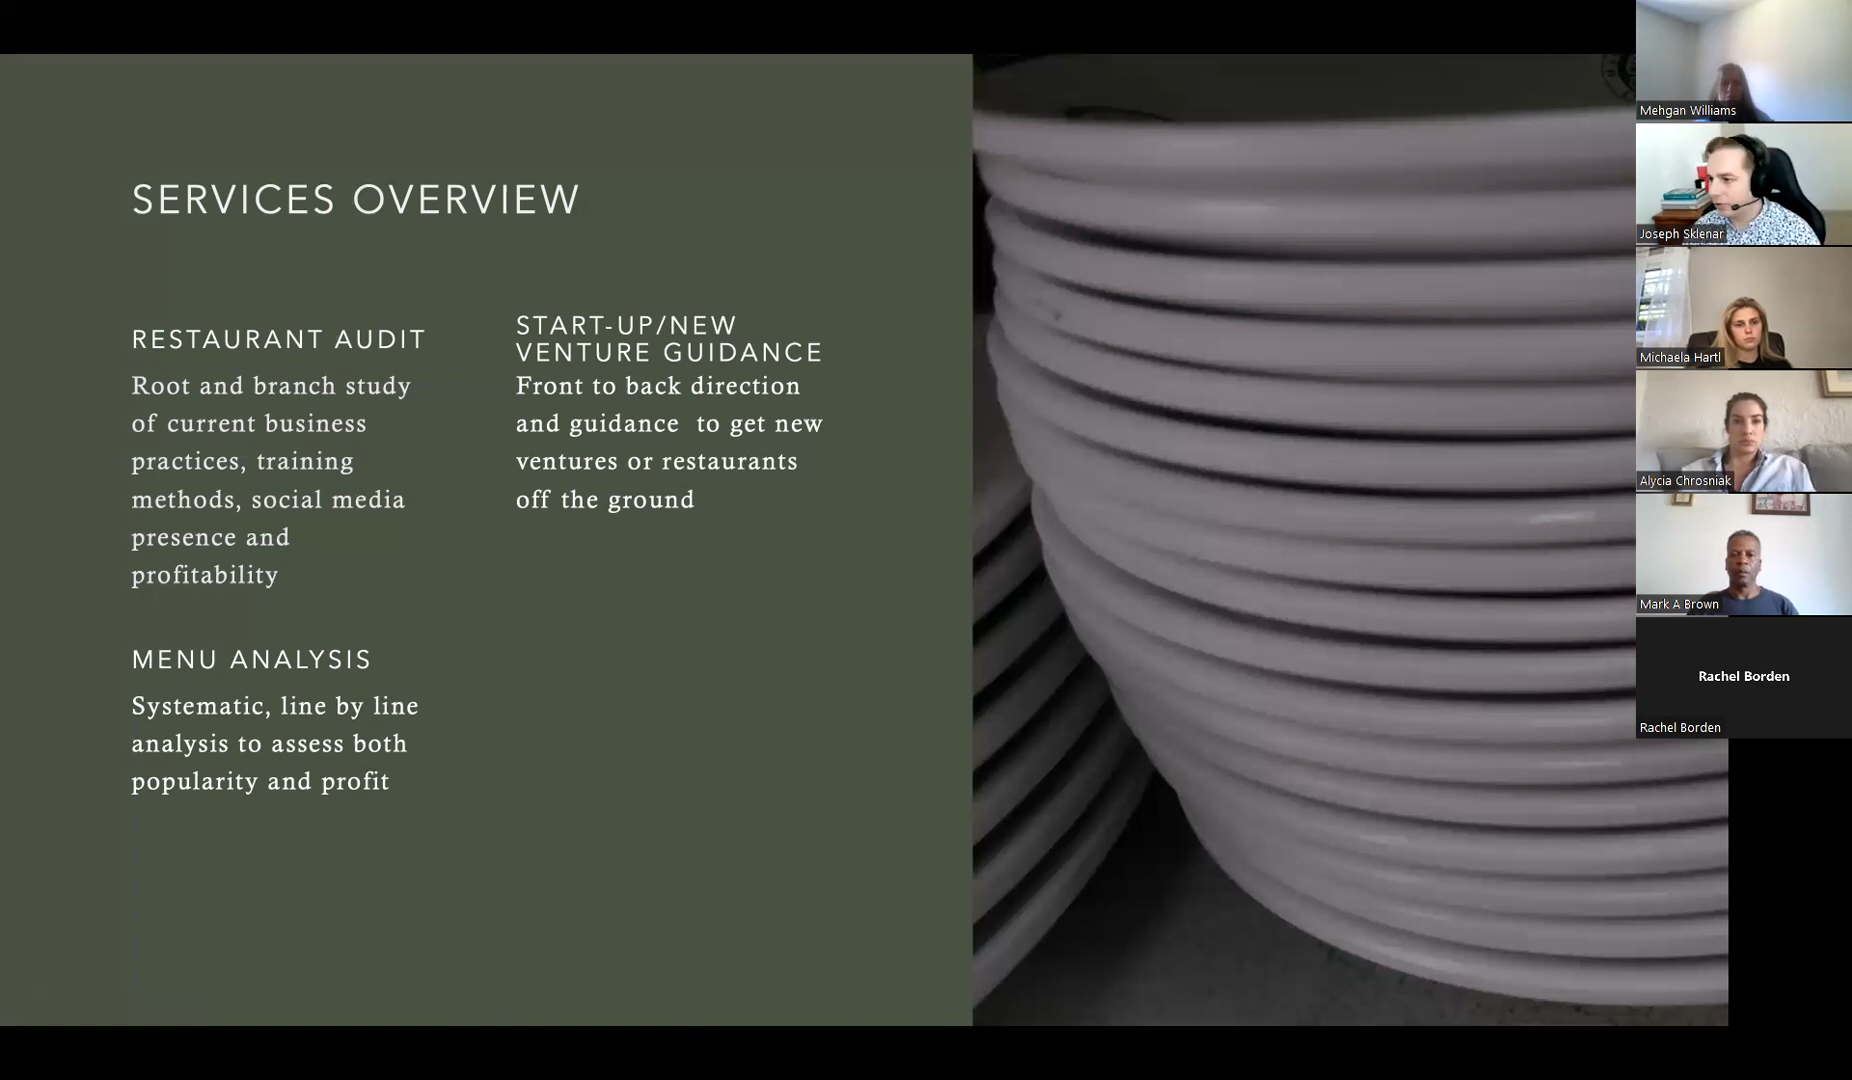 SERVICES OVERVIEW
RESTAURANT AUDIT
Root and branch study
of current business
practices, training
methods, social media
presence and
profitability
MENU ANALYSIS
Systematic, line by line
analysis to assess both
popularity and profit
START-UP/NEW
VENTURE GUIDANCE
Front to back direction
and guidance  to get new
ventures or restaurants
off the ground
Mehgan Williams
Joseph Sklenar
Michaela Hartl
Alycia Chrosniak
Mark A Brown
Rachel Borden
Rachel Borden